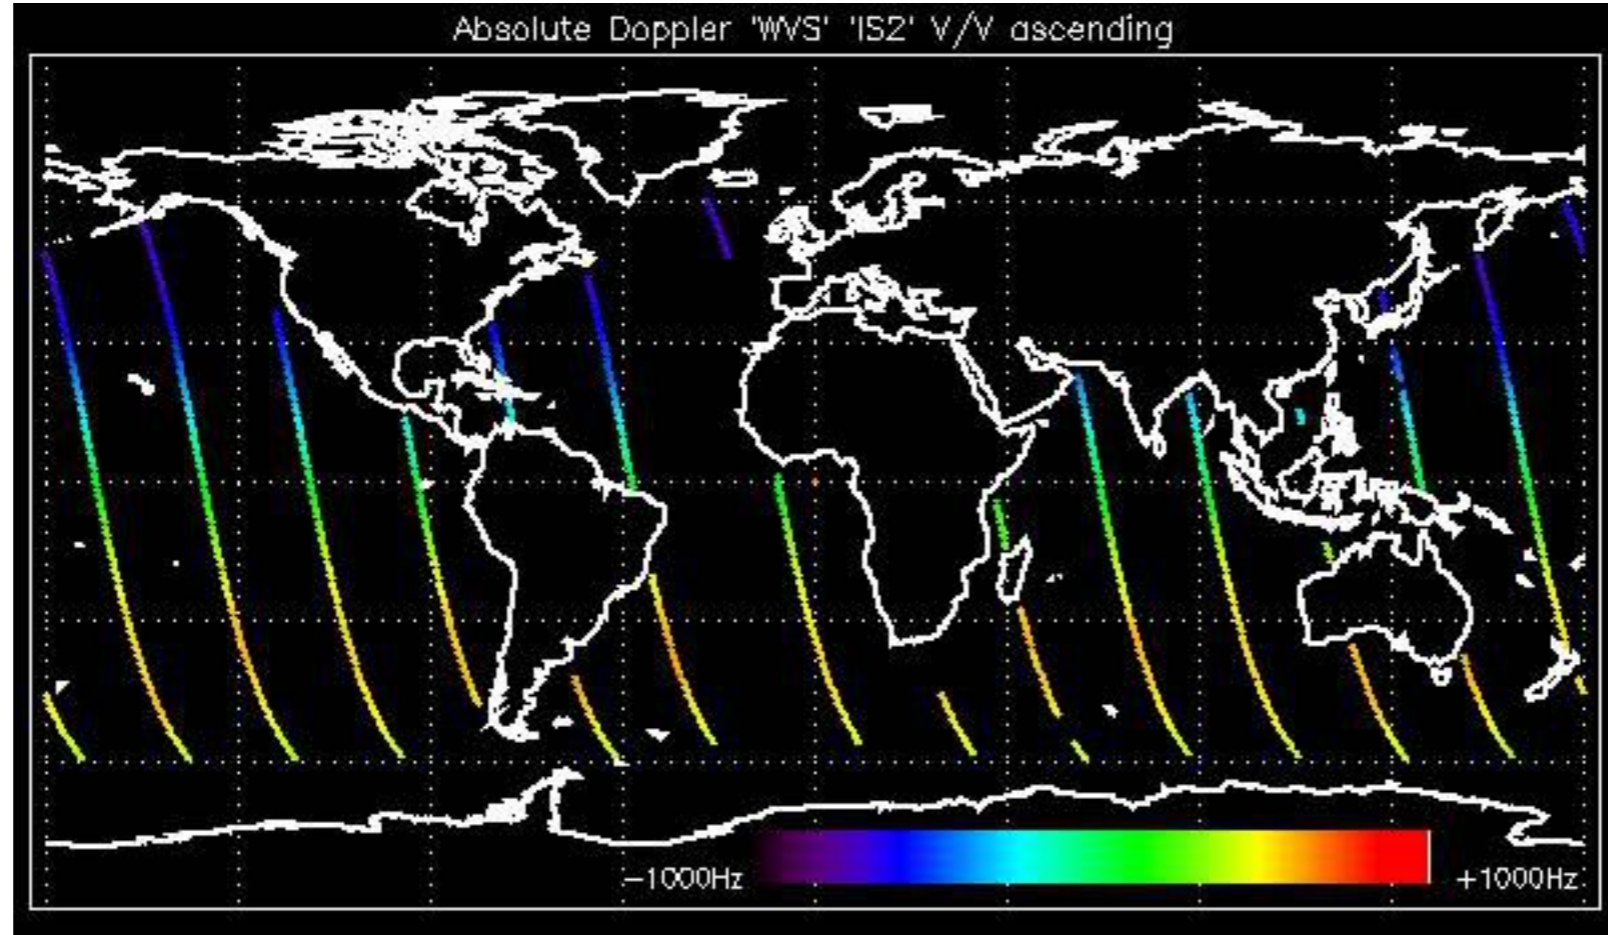 Absolute Doppler 'WVS' 'IS2' V/V ascending
-1000Hz +1000Hz